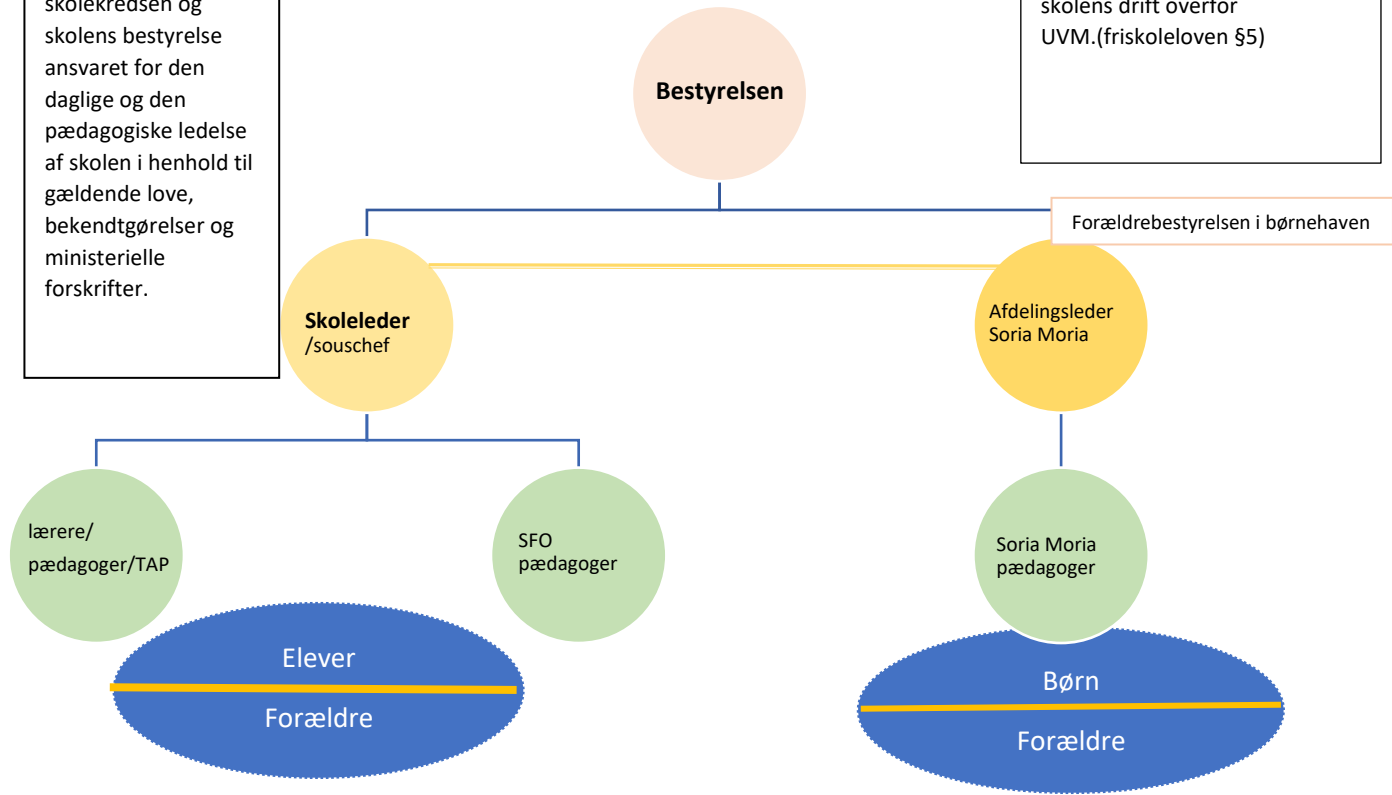 skolekredsen og
skolens bestyrelse
ansvaret for den
daglige og den
pædagogiske ledelse
af skolen i henhold til
gældende love,
bekendtgørelser og
ministerielle
forskrifter.
skolens drift overfor
UVM.(friskoleloven §5)
Bestyrelsen
Forældrebestyrelsen i børnehaven
Skoleleder
/souschef
Afdelingsleder
Soria Moria
lærere/
pædagoger/TAP
SFO
pædagoger
Soria Moria
pædagoger
Elever
Forældre
Børn
Forældre